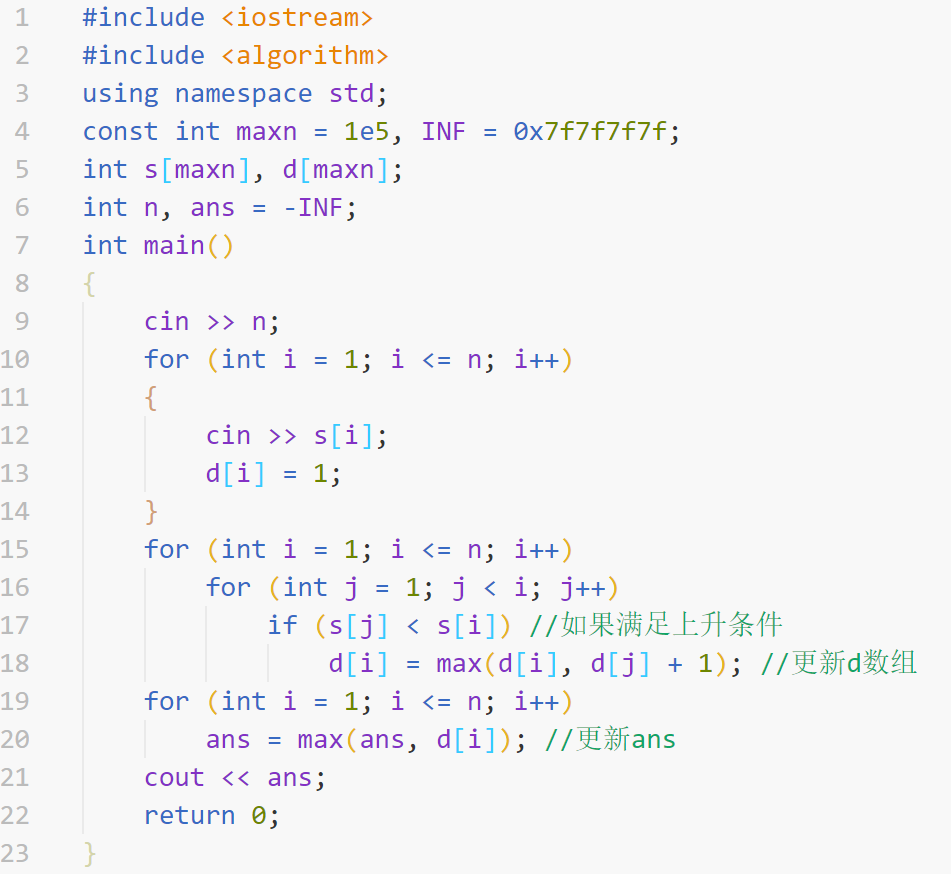 1 #include <iostream>
2 #include <algorithm>
3 using namespace std;
4 const int maxn = 1e5, INF = 0x7f7f7f7f;
5 int s[maxn], d[maxn];
6 int n, ans = -INF;
7 int main()
8 {
9     cin >> n;
10     for (int i = 1; i <= n; i++)
11     {
12         cin >> s[i];
13         d[i] = 1;
14     }
15     for (int i = 1; i <= n; i++)
16         for (int j = 1; j < i; j++)
17             if (s[j] < s[i]) //如果满足上升条件
18                 d[i] = max(d[i], d[j] + 1); //更新d数组
19     for (int i = 1; i <= n; i++)
20         ans = max(ans, d[i]); //更新ans
21     cout << ans;
22     return 0;
23 }